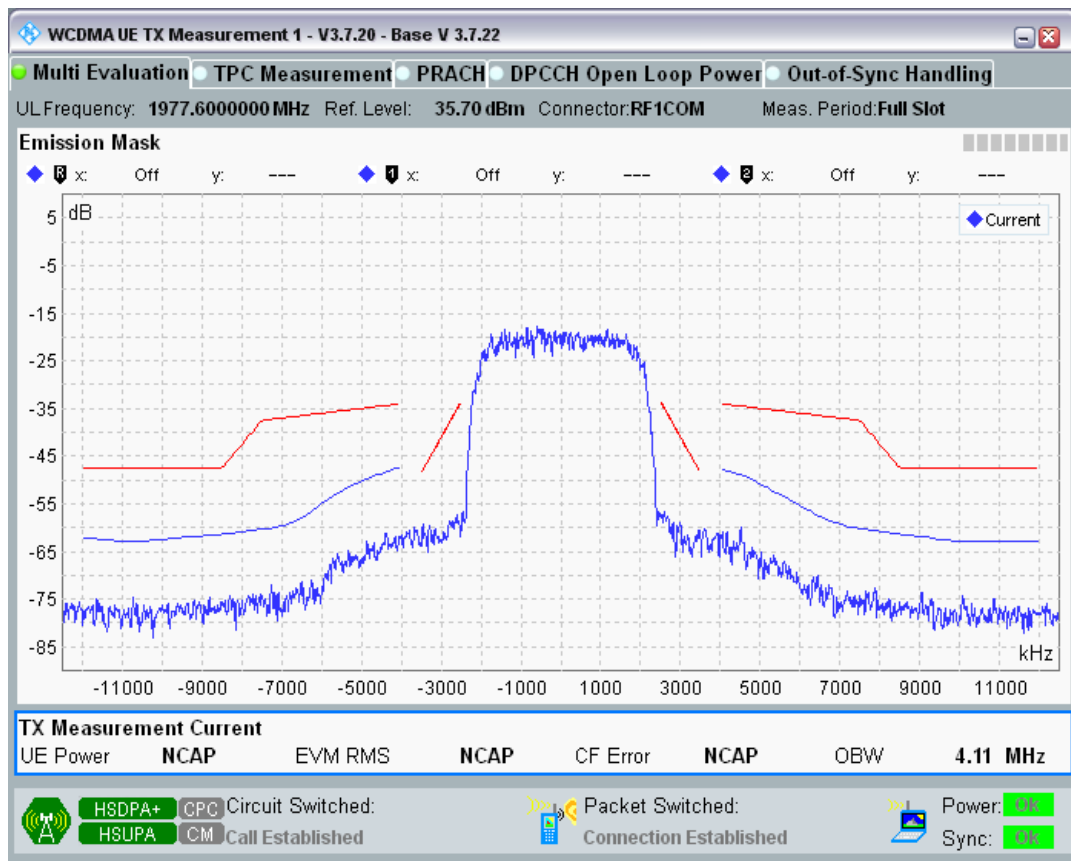 WCDMA UE TX Measurement 1 - V3.7.20 - Base V 3.7.22
Multi Evaluation TPC Measurement PRACH DPCCH Open Loop Power Out-of-Sync Handling
UL Frequency: 1977.6000000 MHz Ref. Level: 35.70 dBm Connector: RF1COM Meas. Period: Full Slot
Emission Mask
R x: Off y: --- 1 x: Off y: --- 2 x: Off y: ---
dB
Current
5
-5
-15
-25
-35
-45
-55
-65
-75
-85
kHz
-11000 -9000 -7000 -5000 -3000 -1000 1000 3000 5000 7000 9000 11000
TX Measurement Current
UE Power NCAP EVM RMS NCAP CF Error NCAP OBW 4.11 MHz
HSDPA+ CPC Circuit Switched: Packet Switched: Power: OK
HSUPA CM Call Established Connection Established Sync: OK